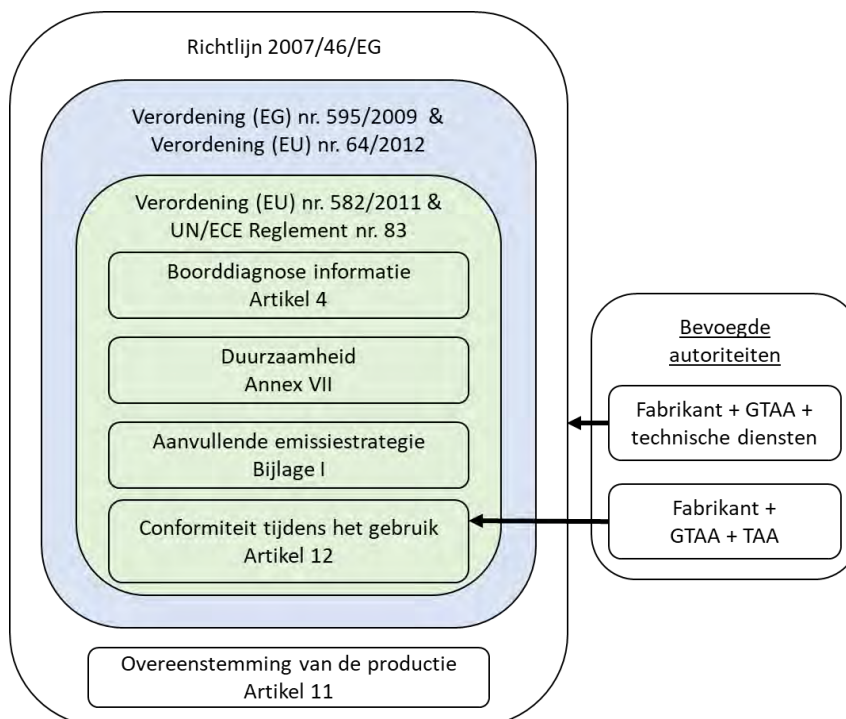 Richtlijn 2007/46/EG
Verordening (EG) nr. 595/2009 &
Verordening (EU) nr. 64/2012
Verordening (EU) nr. 582/2011 &
UN/ECE Reglement nr. 83
Boorddiagnose informatie
Artikel 4
Duurzaamheid
Annex VII
Aanvullende emissiestrategie
Bijlage I
Conformiteit tijdens het gebruik
Artikel 12
Overeenstemming van de productie
Artikel 11
Bevoegde
autoriteiten
Fabrikant + GTAA +
technische diensten
Fabrikant +
GTAA + TAA